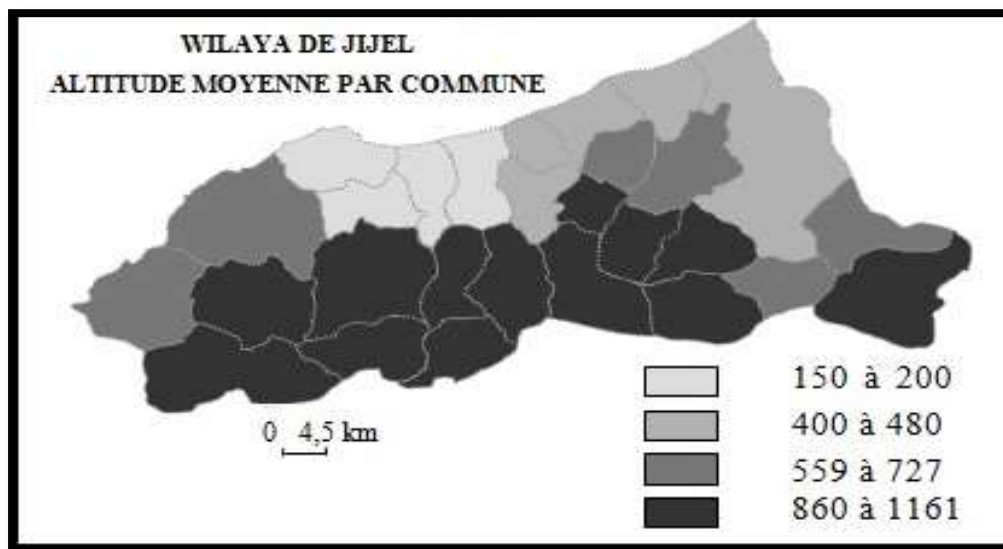 WILAYA DE JIJEL
ALTITUDE MOYENNE PAR COMMUNE
0 4,5 km
150 à 200
400 à 480
559 à 727
860 à 1161